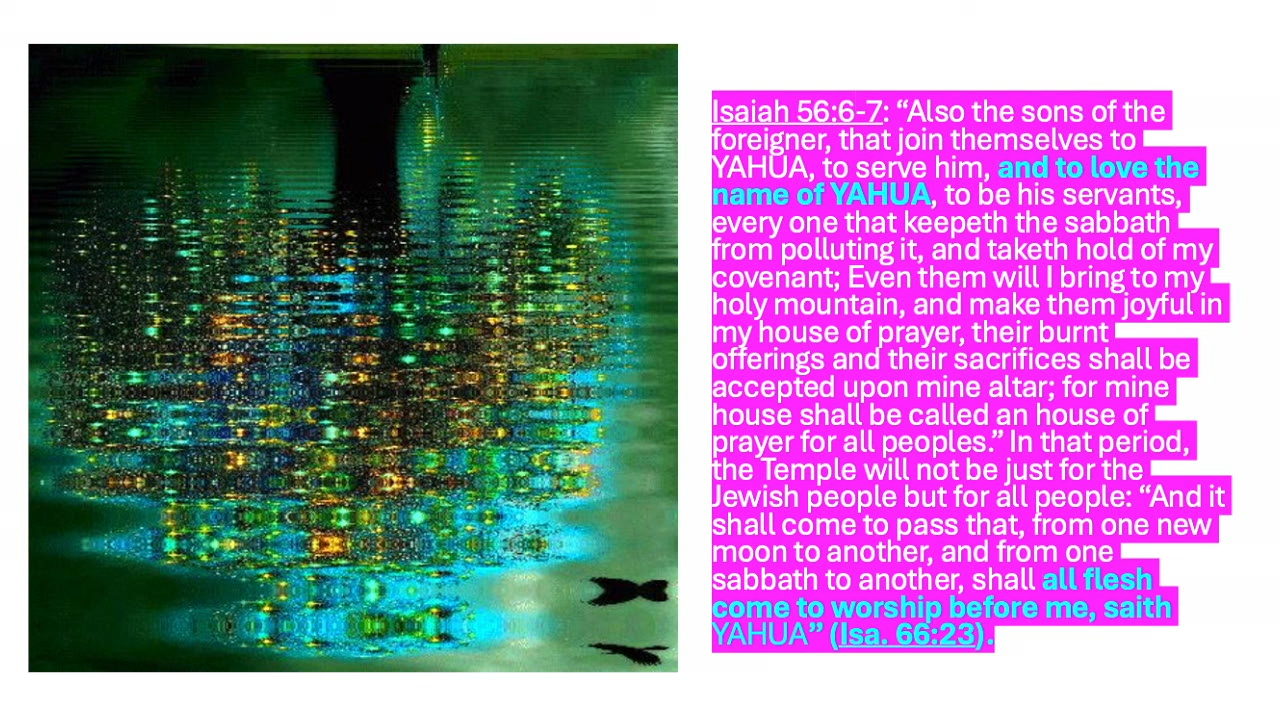 Isaiah 56:6-7: “Also the sons of the
foreigner, that join themselves to
YAHUA, to serve him, and to love the
name of YAHUA, to be his servants,
every one that keepeth the sabbath
from polluting it, and taketh hold of my
covenant; Even them will I bring to my
holy mountain, and make them joyful in
my house of prayer, their burnt
offerings and their sacrifices shall be
accepted upon mine altar; for mine
house shall be called an house of
prayer for all peoples.” In that period,
the Temple will not be just for the
Jewish people but for all people: “And it
shall come to pass that, from one new
moon to another, and from one
sabbath to another, shall all flesh
come to worship before me, saith
YAHUA” (Isa. 66:23).